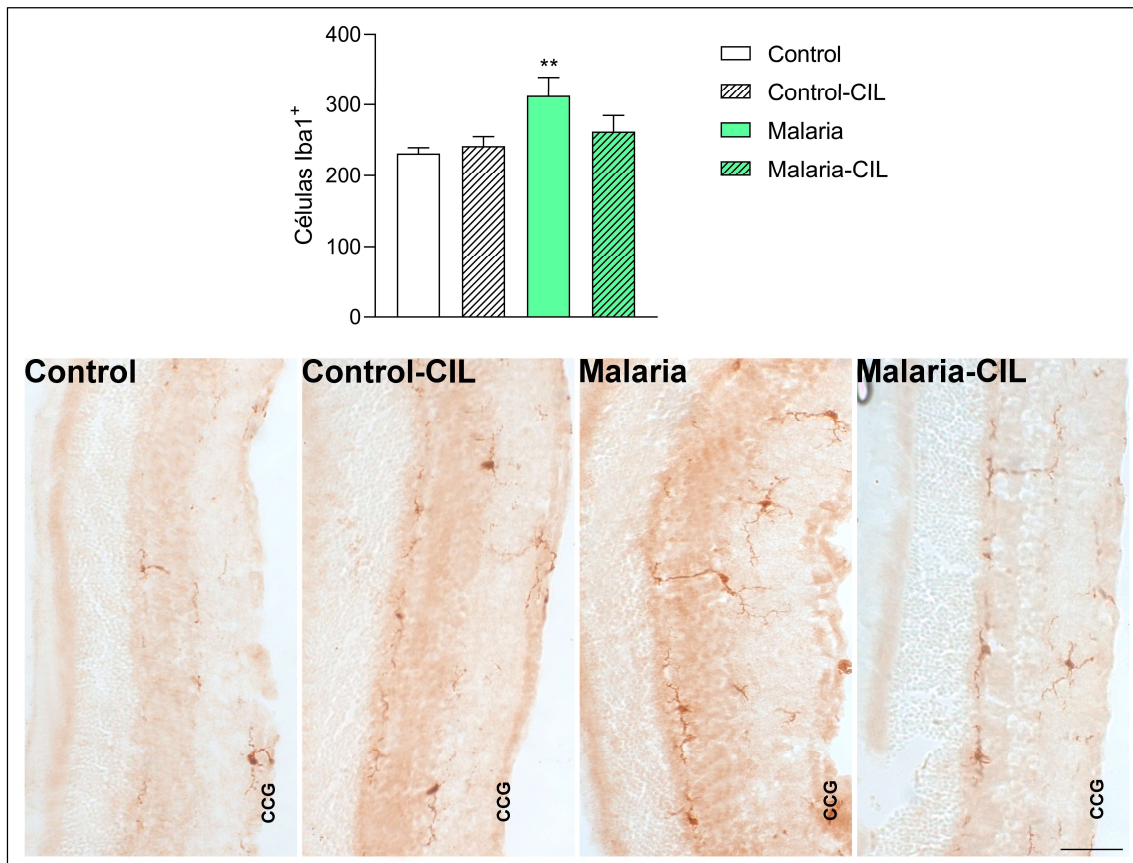 400
300
200
100
0
Células Iba1+
**
Control
Control-CIL
Malaria
Malaria-CIL
Control
Control-CIL
Malaria
Malaria-CIL
CCG
CCG
CCG
CCG